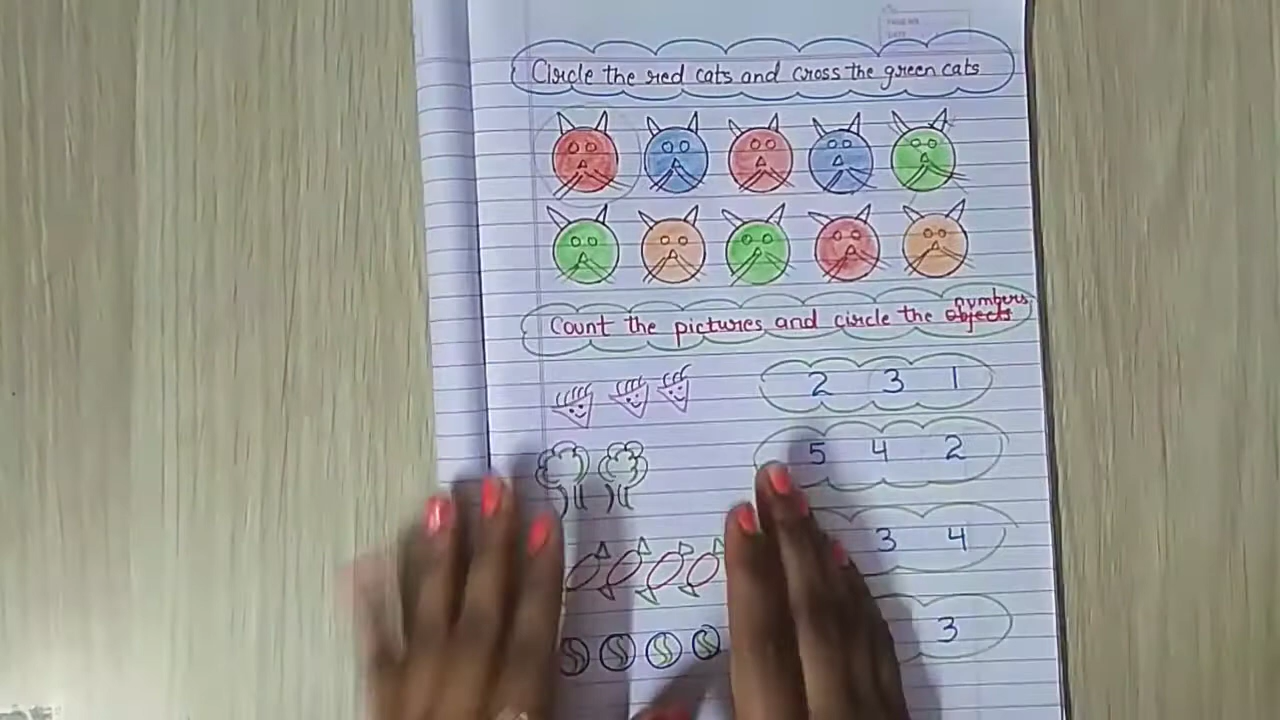 Circle the red cats and cross the green cats
numbers
Count the pictures and circle the objects
2 3 1
5 4 2
3 4
3